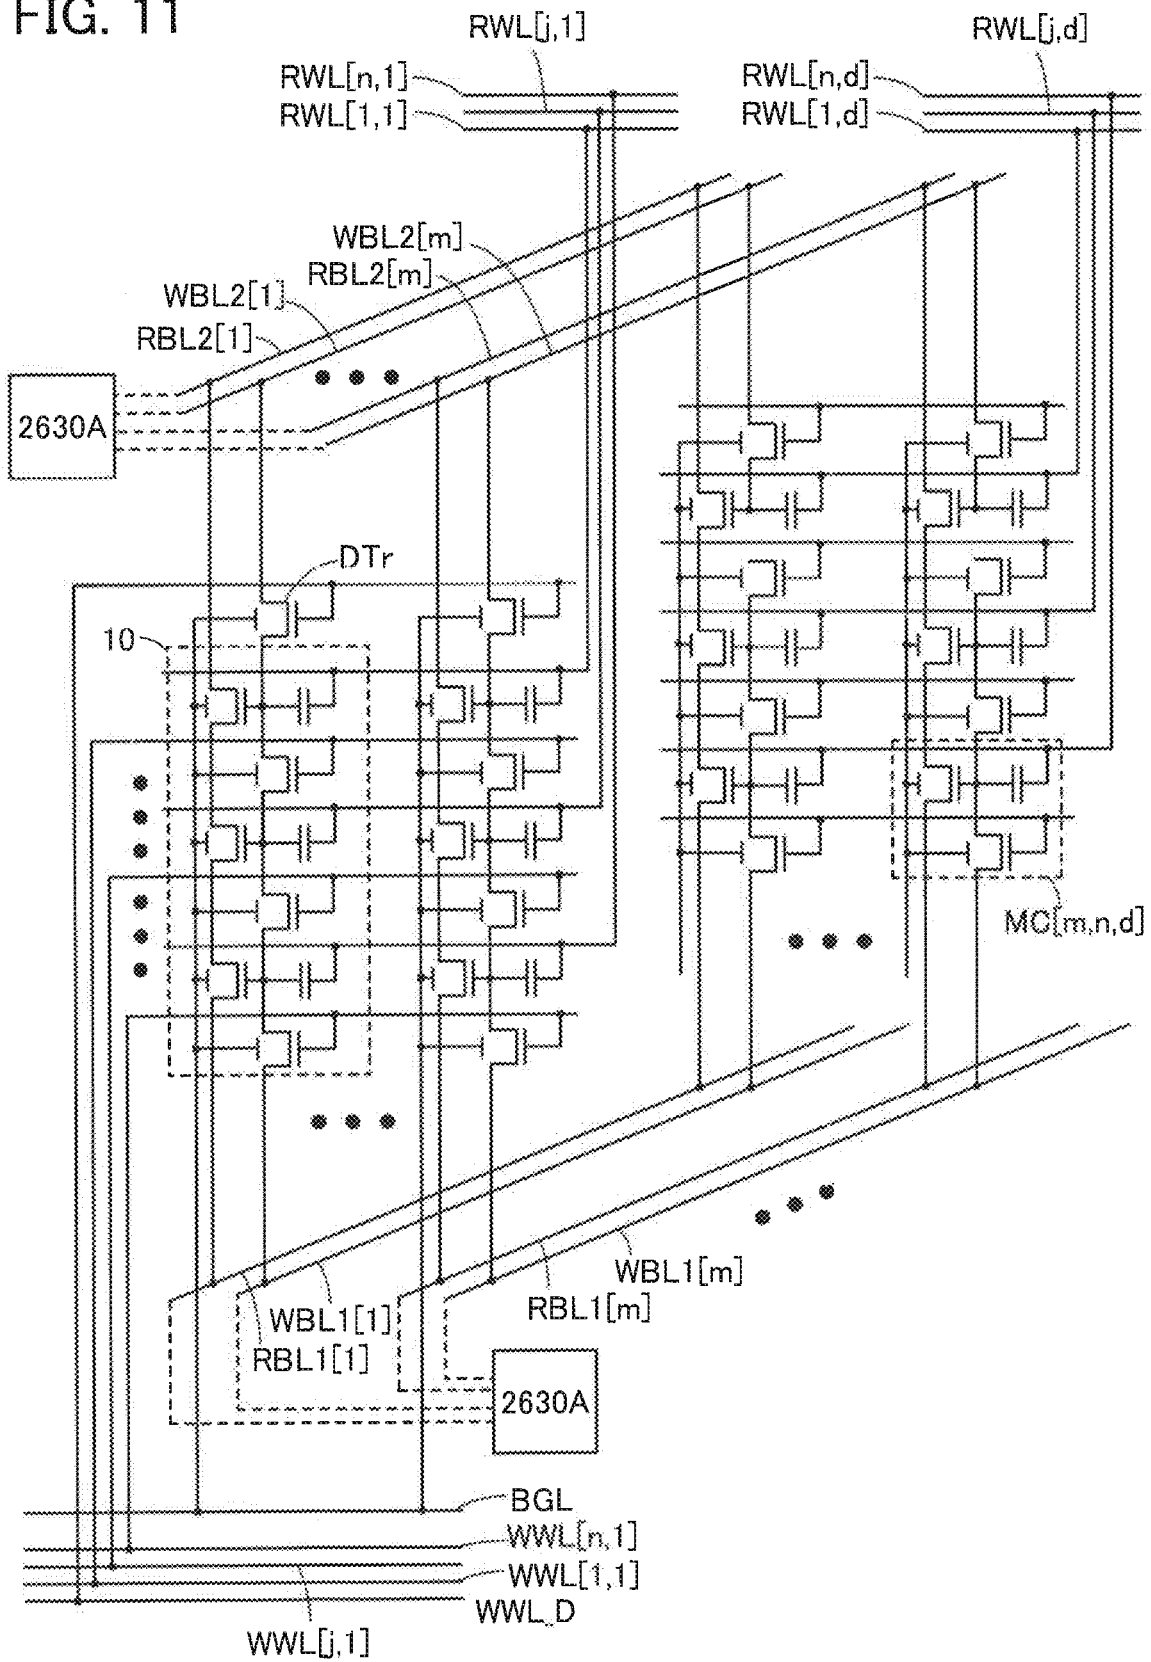 FIG. 11
RWL[j,1]
RWL[j,d]
RWL[n,1]
RWL[n,d]
RWL[1,1]
RWL[1,d]
WBL2[m]
RBL2[m]
WBL2[1]
RBL2[1]
2630A
DTr
10
MC[m,n,d]
WBL1[m]
RBL1[m]
WBL1[1]
RBL1[1]
2630A
BGL
WWL[n,1]
WWL[1,1]
WWL_D
WWL[j,1]